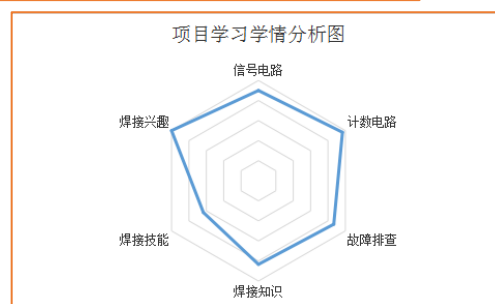 项目学习学情分析图
信号电路
焊接兴趣
计数电路
焊接技能
故障排查
焊接知识